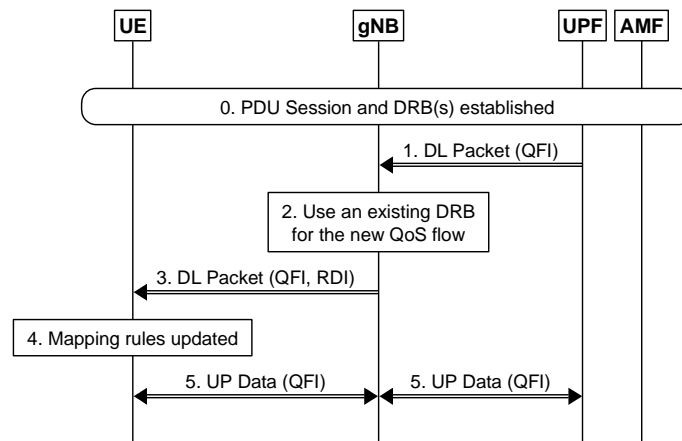 UE
gNB
UPF
AMF
0. PDU Session and DRB(s) established
1. DL Packet (QFI)
2. Use an existing DRB
for the new QoS flow
3. DL Packet (QFI, RDI)
4. Mapping rules updated
5. UP Data (QFI)
5. UP Data (QFI)